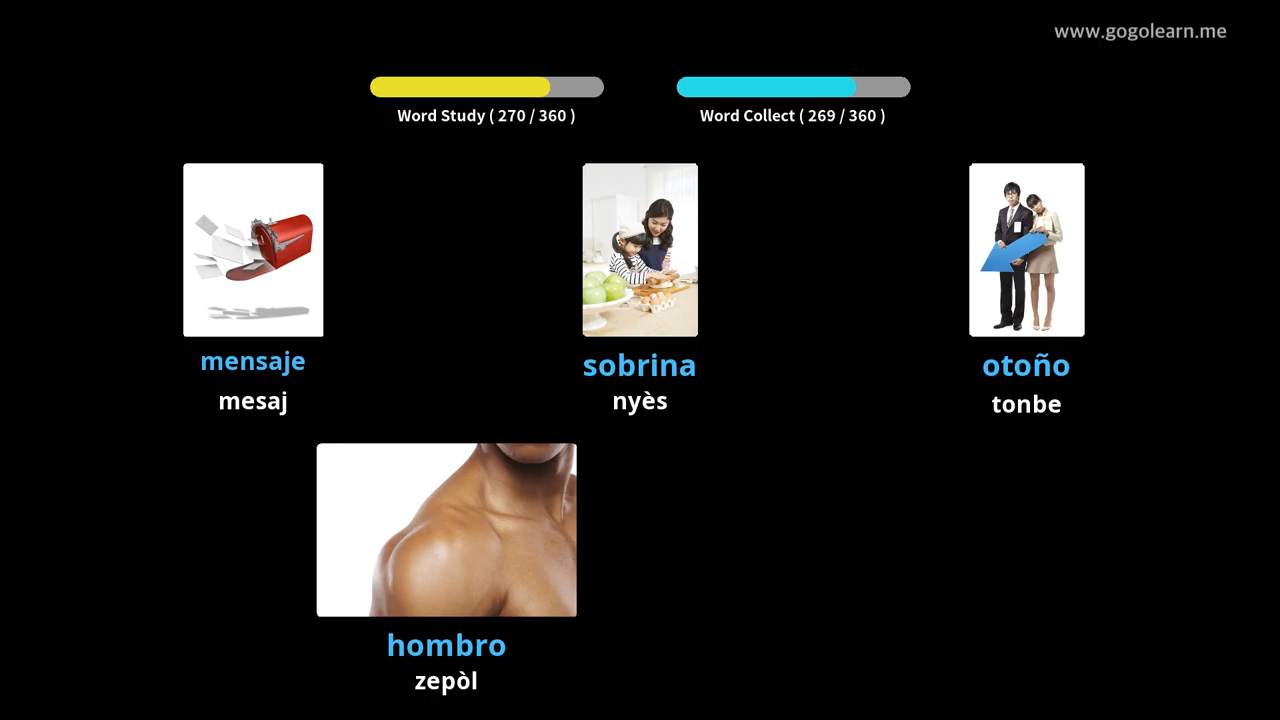 www.gogolearn.me
Word Study ( 270 / 360 )
Word Collect ( 269 / 360 )
mensaje
mesaj
sobrina
nyès
otoño
tonbe
hombro
zepòl